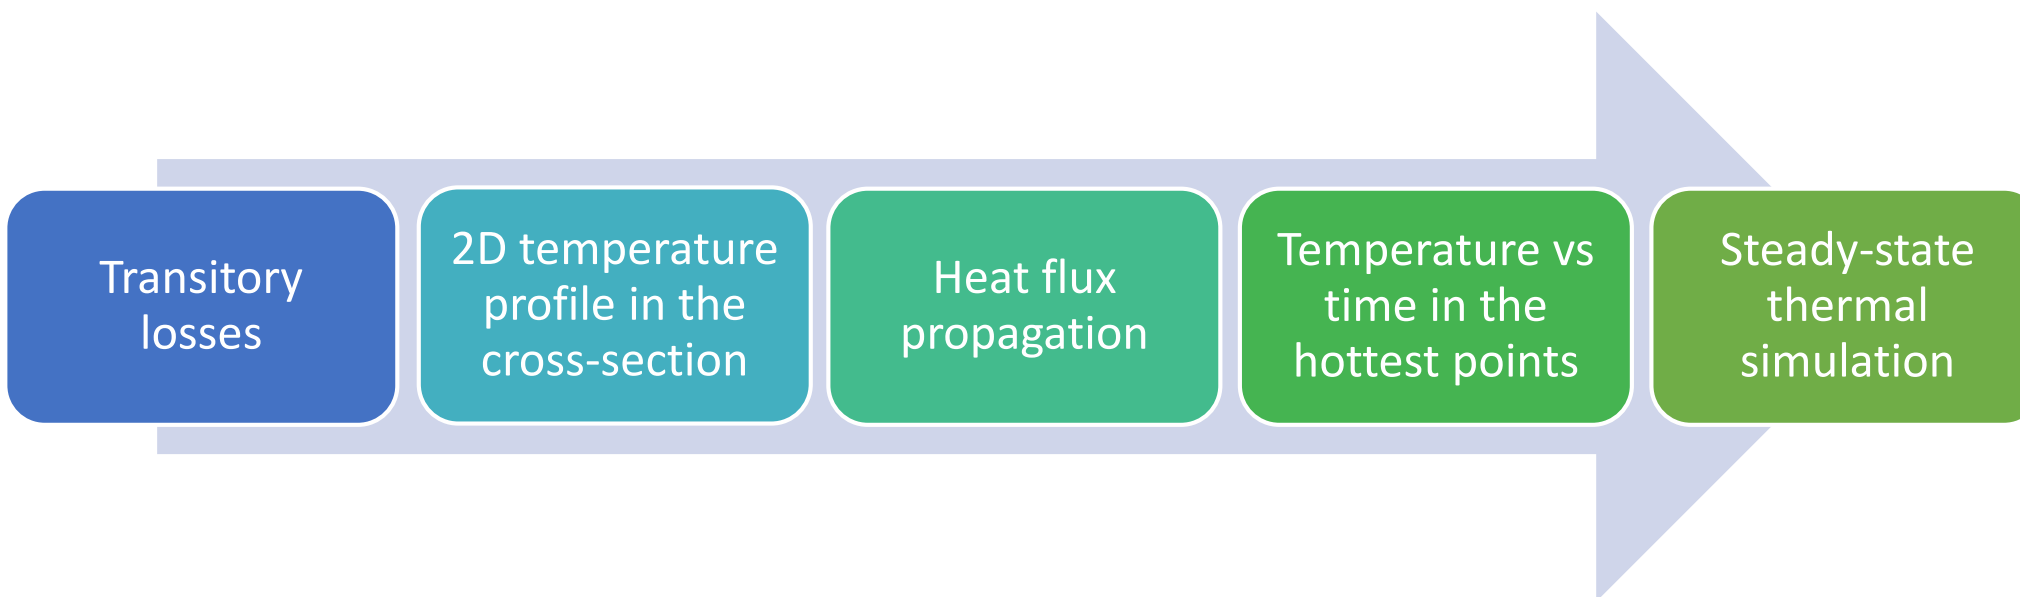 Transitory
losses
2D temperature
profile in the
cross-section
Heat flux
propagation
Temperature vs
time in the
hottest points
Steady-state
thermal
simulation